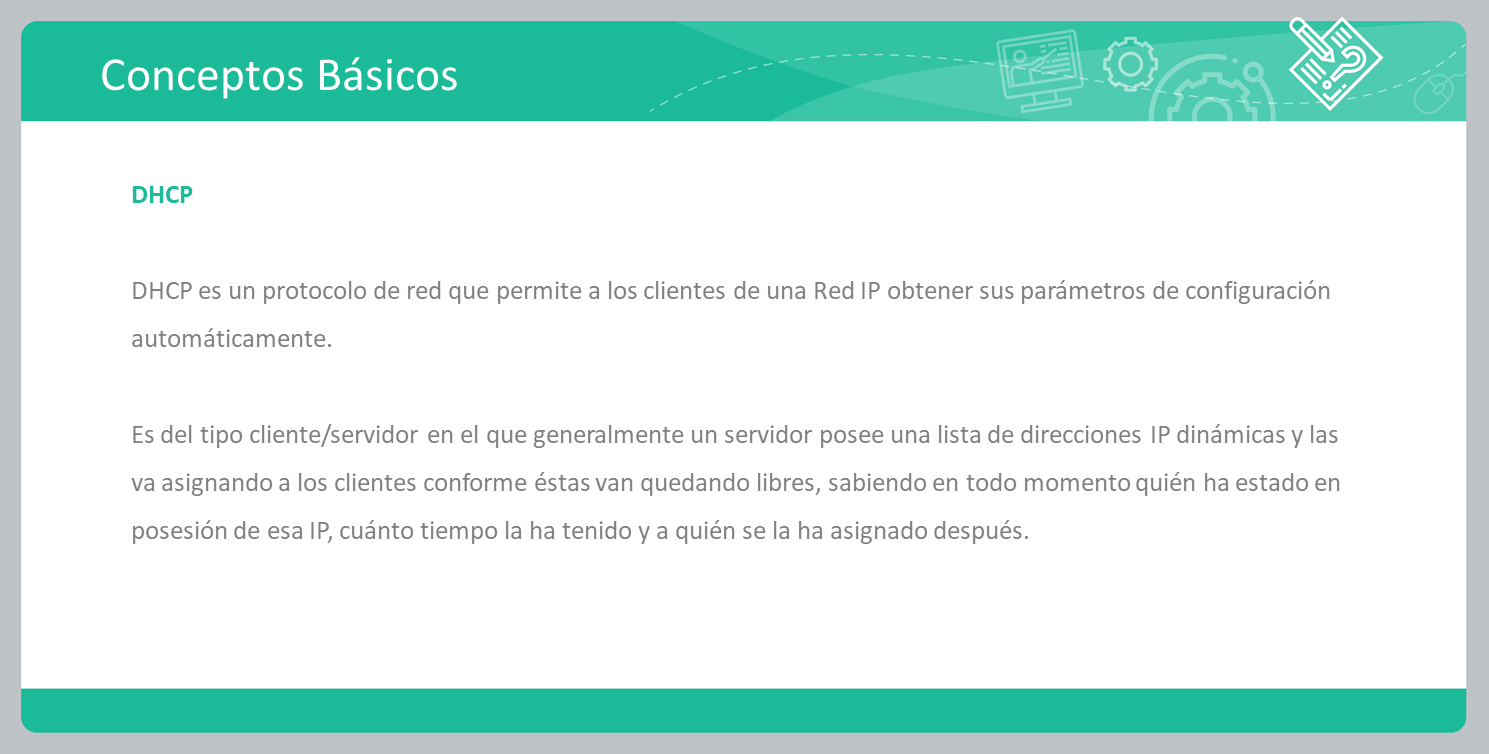 Conceptos Básicos
DHCP
DHCP es un protocolo de red que permite a los clientes de una Red IP obtener sus parámetros de configuración
automáticamente.
Es del tipo cliente/servidor en el que generalmente un servidor posee una lista de direcciones IP dinámicas y las
va asignando a los clientes conforme éstas van quedando libres, sabiendo en todo momento quién ha estado en
posesión de esa IP, cuánto tiempo la ha tenido y a quién se la ha asignado después.